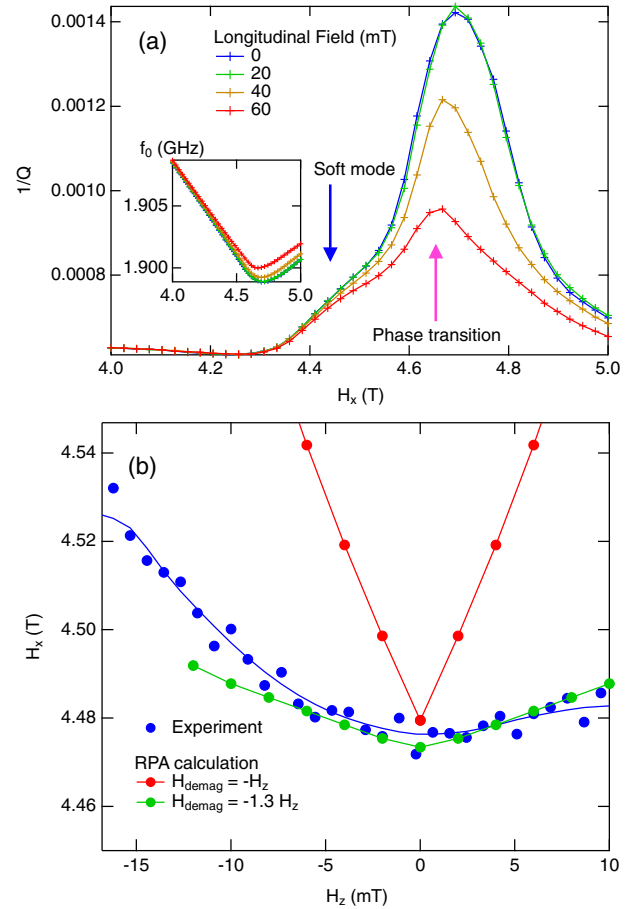 (a)
Longitudinal Field (mT)
0
20
40
60
0.0014
0.0012
0.0010
0.0008
1/Q
f0 (GHz)
1.905
1.900
4.0
4.5
5.0
Soft mode
Phase transition
4.0
4.2
4.4
4.6
4.8
5.0
Hx (T)
(b)
4.54
4.52
4.50
4.48
4.46
Hx (T)
Experiment
RPA calculation
Hdemag = -Hz
Hdemag = -1.3 Hz
-15
-10
-5
0
5
10
Hz (mT)